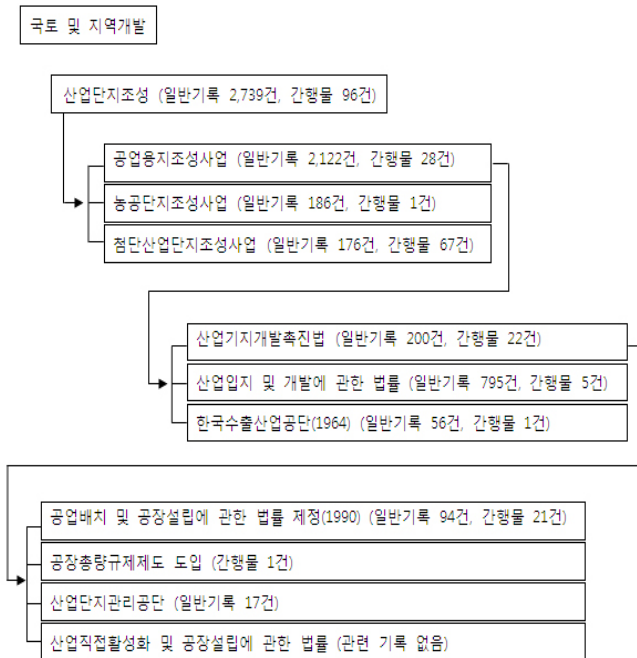 국토 및 지역개발
산업단지조성 (일반기록 2,739건, 간행물 96건)
공업용지조성사업 (일반기록 2,122건, 간행물 28건)
농공단지조성사업 (일반기록 186건, 간행물 1건)
첨단산업단지조성사업 (일반기록 176건, 간행물 67건)
산업기지개발촉진법 (일반기록 200건, 간행물 22건)
산업입지 및 개발에 관한 법률 (일반기록 795건, 간행물 5건)
한국수출산업공단(1964) (일반기록 56건, 간행물 1건)
공업배치 및 공장설립에 관한 법률 제정(1990) (일반기록 94건, 간행물 21건)
공장총량규제제도 도입 (간행물 1건)
산업단지관리공단 (일반기록 17건)
산업직접활성화 및 공장설립에 관한 법률 (관련 기록 없음)